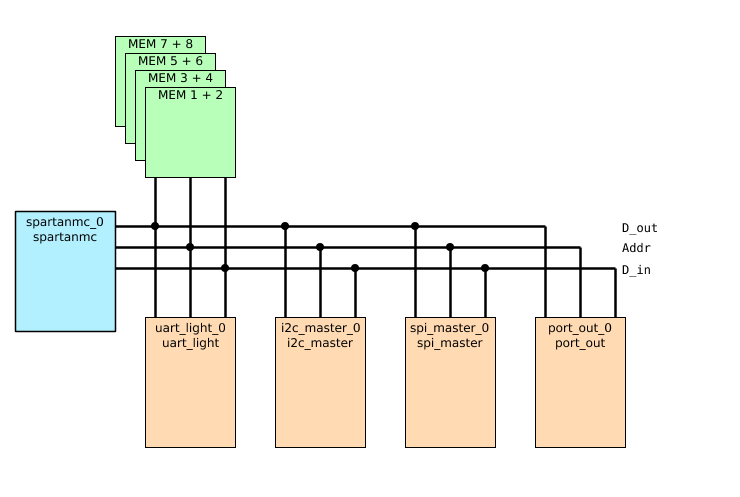 MEM 7 + 8
MEM 5 + 6
MEM 3 + 4
MEM 1 + 2
spartanmc_0
spartanmc
D_out
Addr
D_in
uart_light_0
uart_light
i2c_master_0
i2c_master
spi_master_0
spi_master
port_out_0
port_out